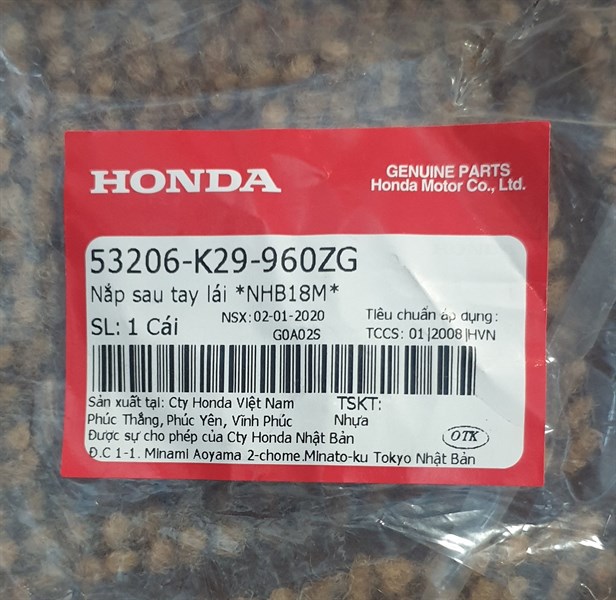 HONDA
GENUINE PARTS
Honda Motor Co., Ltd.
53206-K29-960ZG
Nắp sau tay lái *NHB18M*
SL: 1 Cái
NSX: 02-01-2020
G0A02S
Tiêu chuẩn áp dụng:
TCCS: 01|2008|HVN
Sản xuất tại: Cty Honda Việt Nam
Phúc Thắng, Phúc Yên, Vĩnh Phúc
Được sự cho phép của Cty Honda Nhật Bản
Đ.C 1-1. Minami Aoyama 2-chome.Minato-ku Tokyo Nhật Bản
TSKT:
Nhựa
OTK